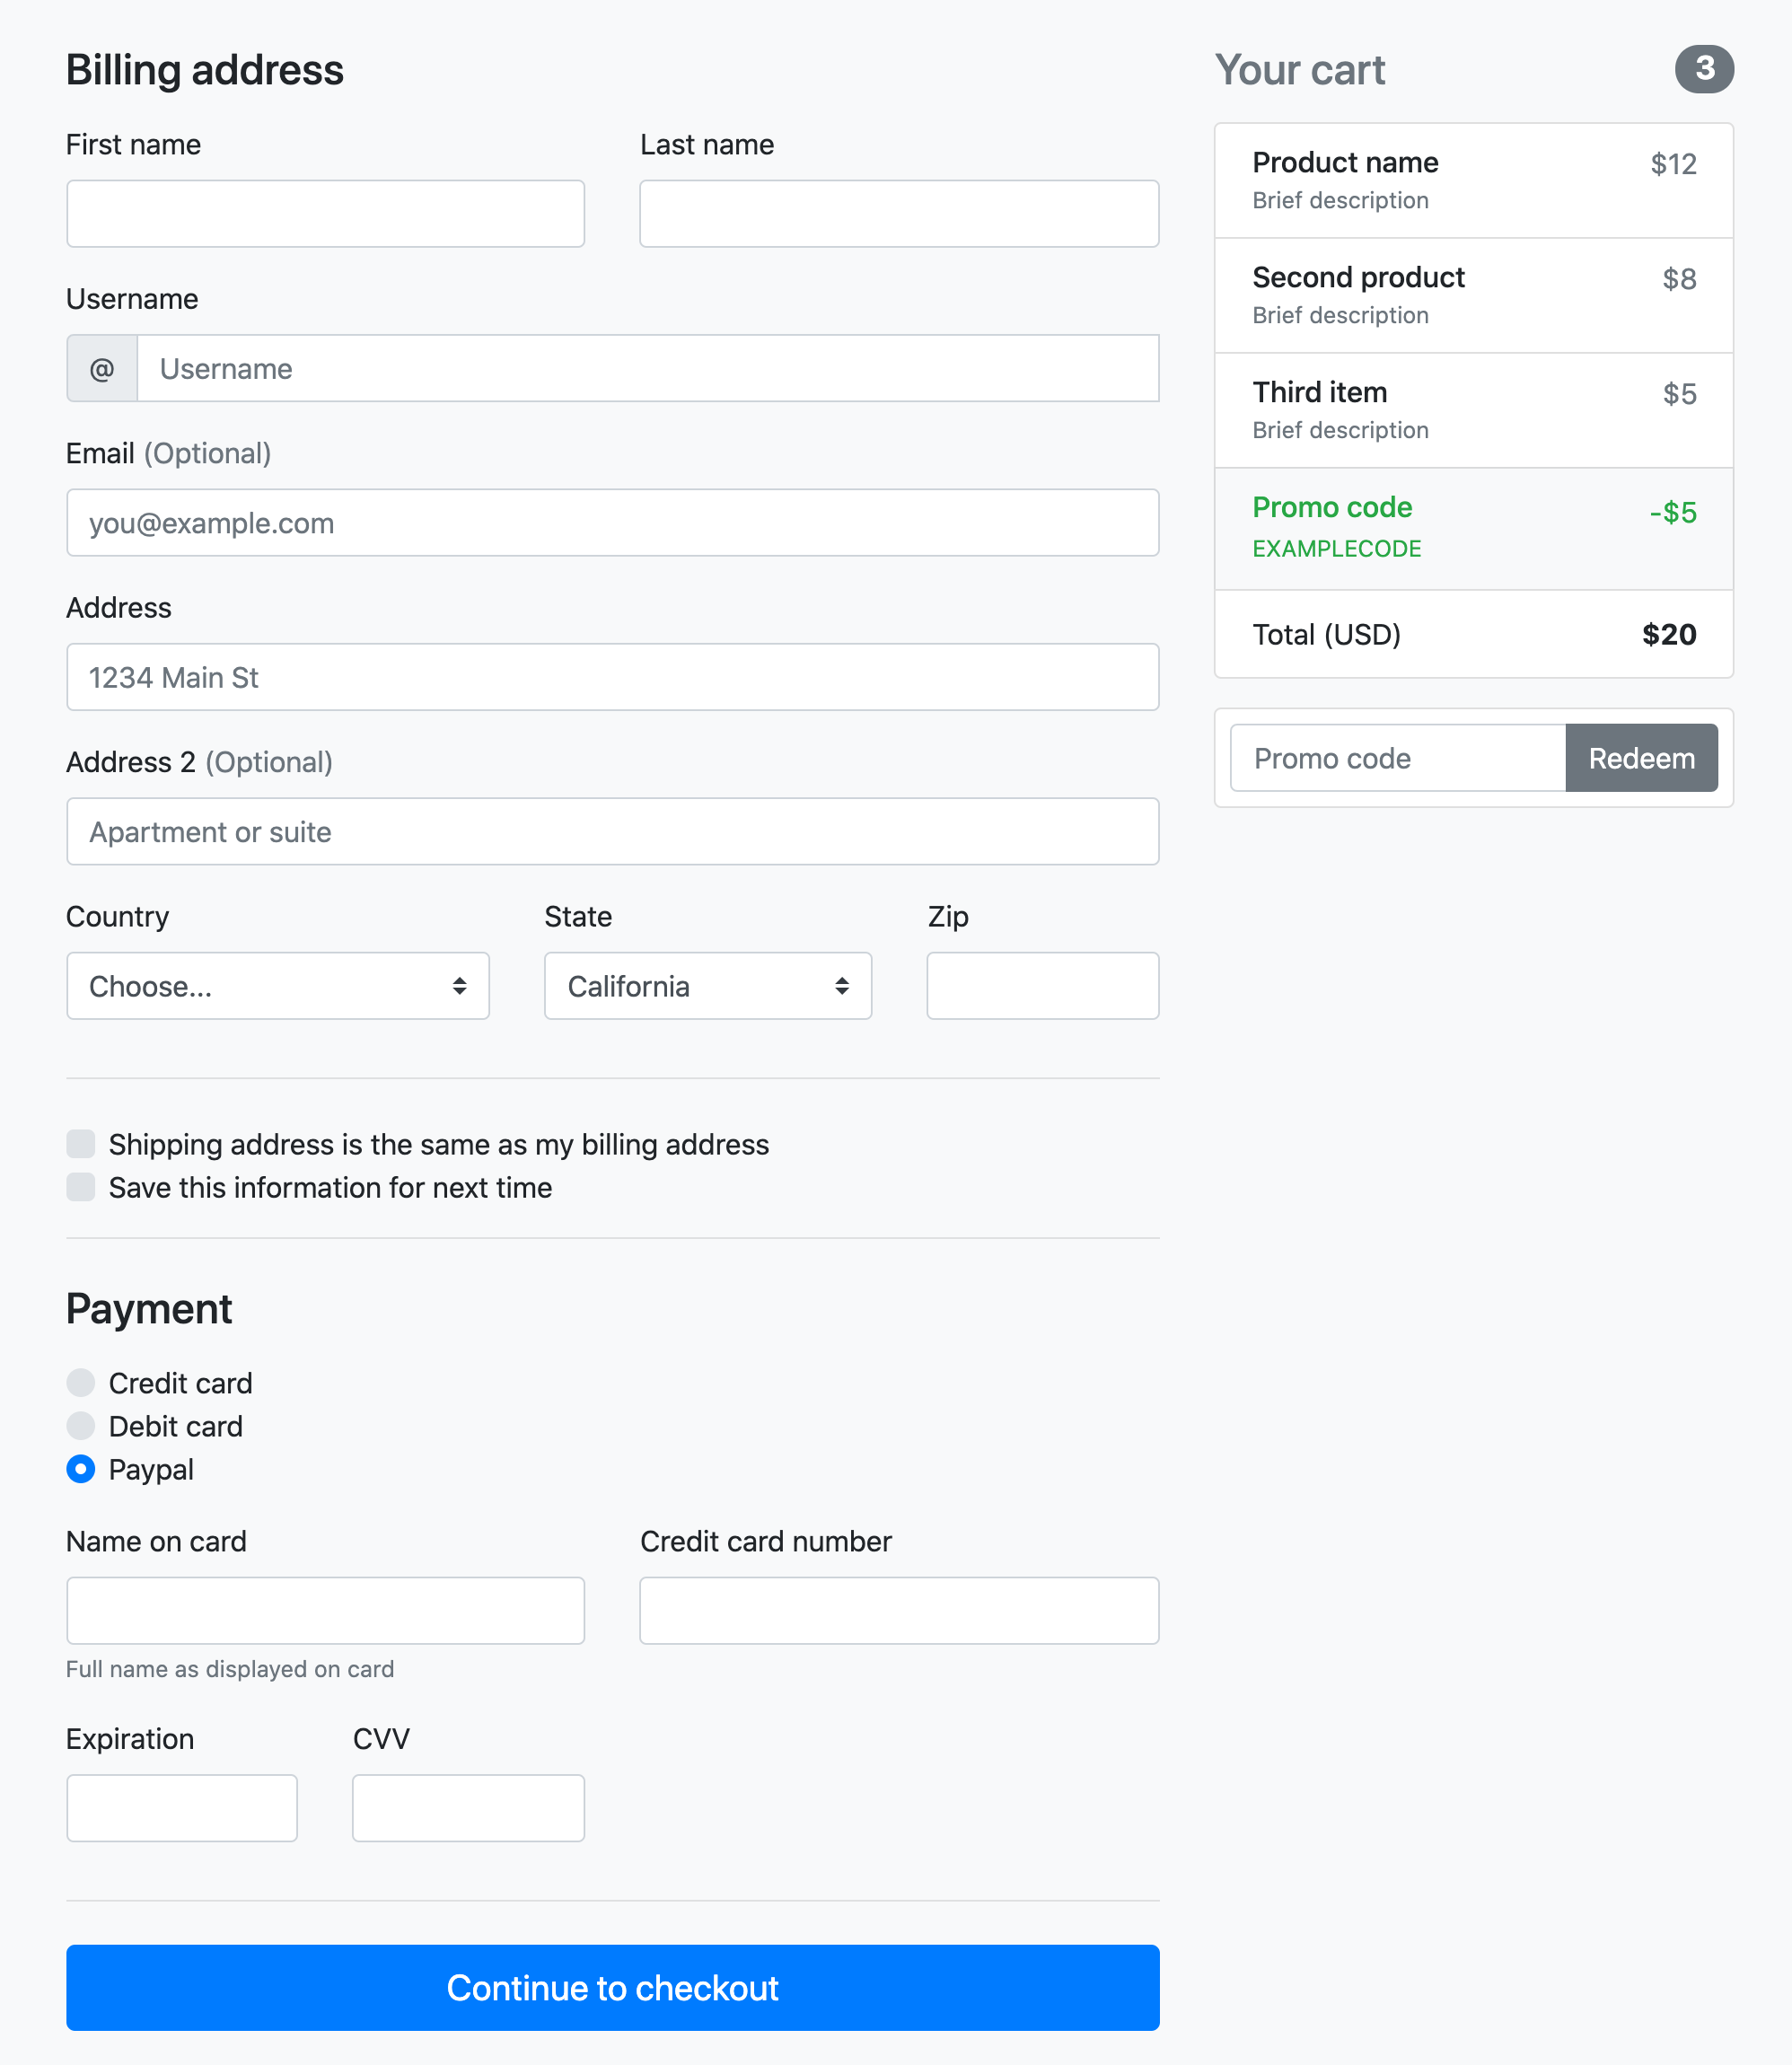 Billing address
First name
Last name
Username
@
Username
Email (Optional)
you@example.com
Address
1234 Main St
Address 2 (Optional)
Apartment or suite
Country
State
Zip
Choose...
California
Shipping address is the same as my billing address
Save this information for next time
Payment
Credit card
Debit card
Paypal
Name on card
Credit card number
Full name as displayed on card
Expiration
CVV
Continue to checkout
Your cart
3
Product name
$12
Brief description
Second product
$8
Brief description
Third item
$5
Brief description
Promo code
-$5
EXAMPLECODE
Total (USD)
$20
Promo code
Redeem